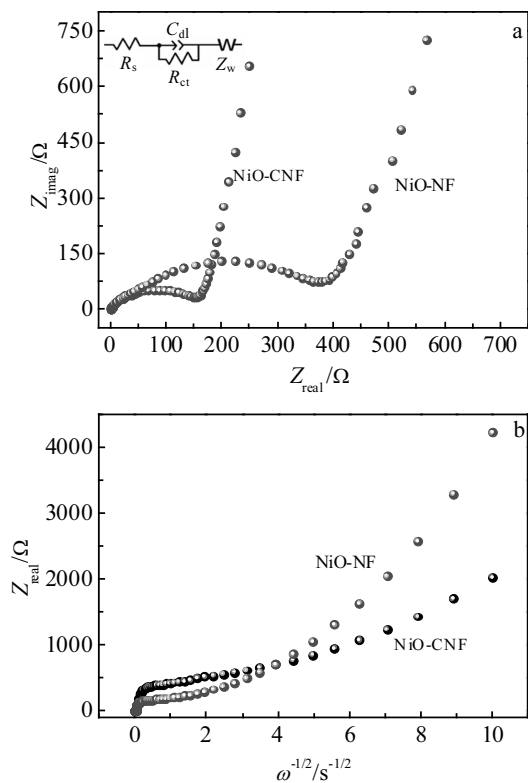 a
C_dl
R_s
R_ct
Z_w
750
600
450
300
150
0
Z_imag/Ω
NiO-CNF
NiO-NF
0 100 200 300 400 500 600 700
Z_real/Ω
b
4000
3000
2000
1000
0
Z_real/Ω
NiO-NF
NiO-CNF
0 2 4 6 8 10
ω^-1/2/s^-1/2